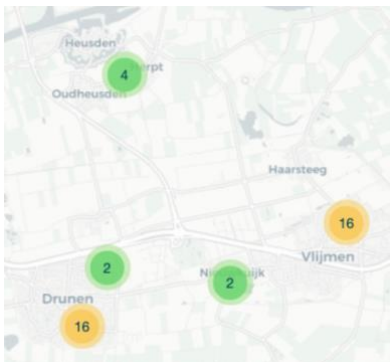 Heusden
4
Oudheusden
Haarsteeg
16
Vlijmen
2
2
Drunen
16